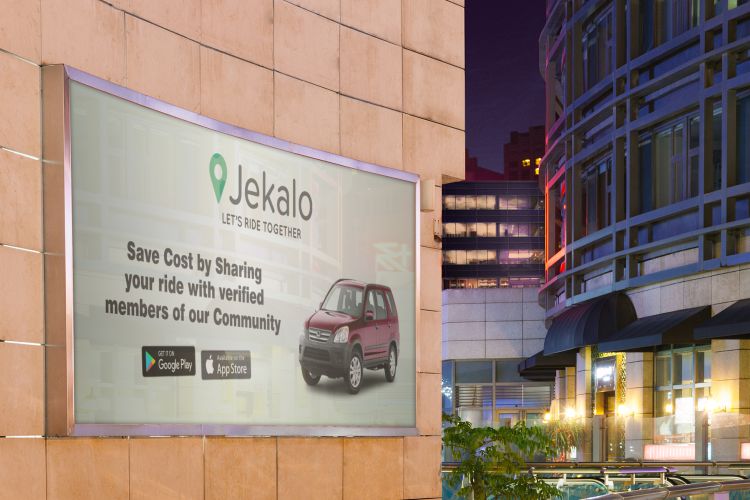 Jekalo
LET'S RIDE TOGETHER
Save Cost by Sharing
your ride with verified
members of our Community
GET IT ON
Google Play
Available on the
App Store